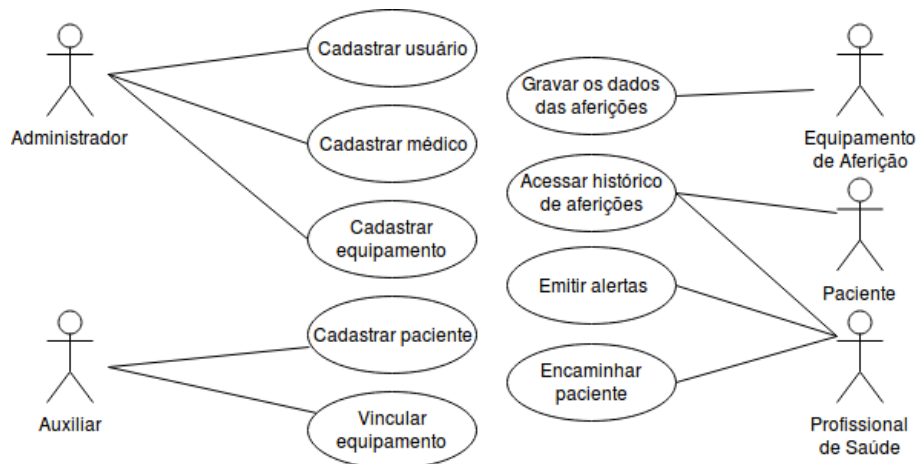 Administrador
Cadastrar usuário
Cadastrar médico
Cadastrar
equipamento
Auxiliar
Cadastrar paciente
Vincular
equipamento
Gravar os dados
das aferições
Acessar histórico
de aferições
Emitir alertas
Encaminhar
paciente
Equipamento
de Aferição
Paciente
Profissional
de Saúde